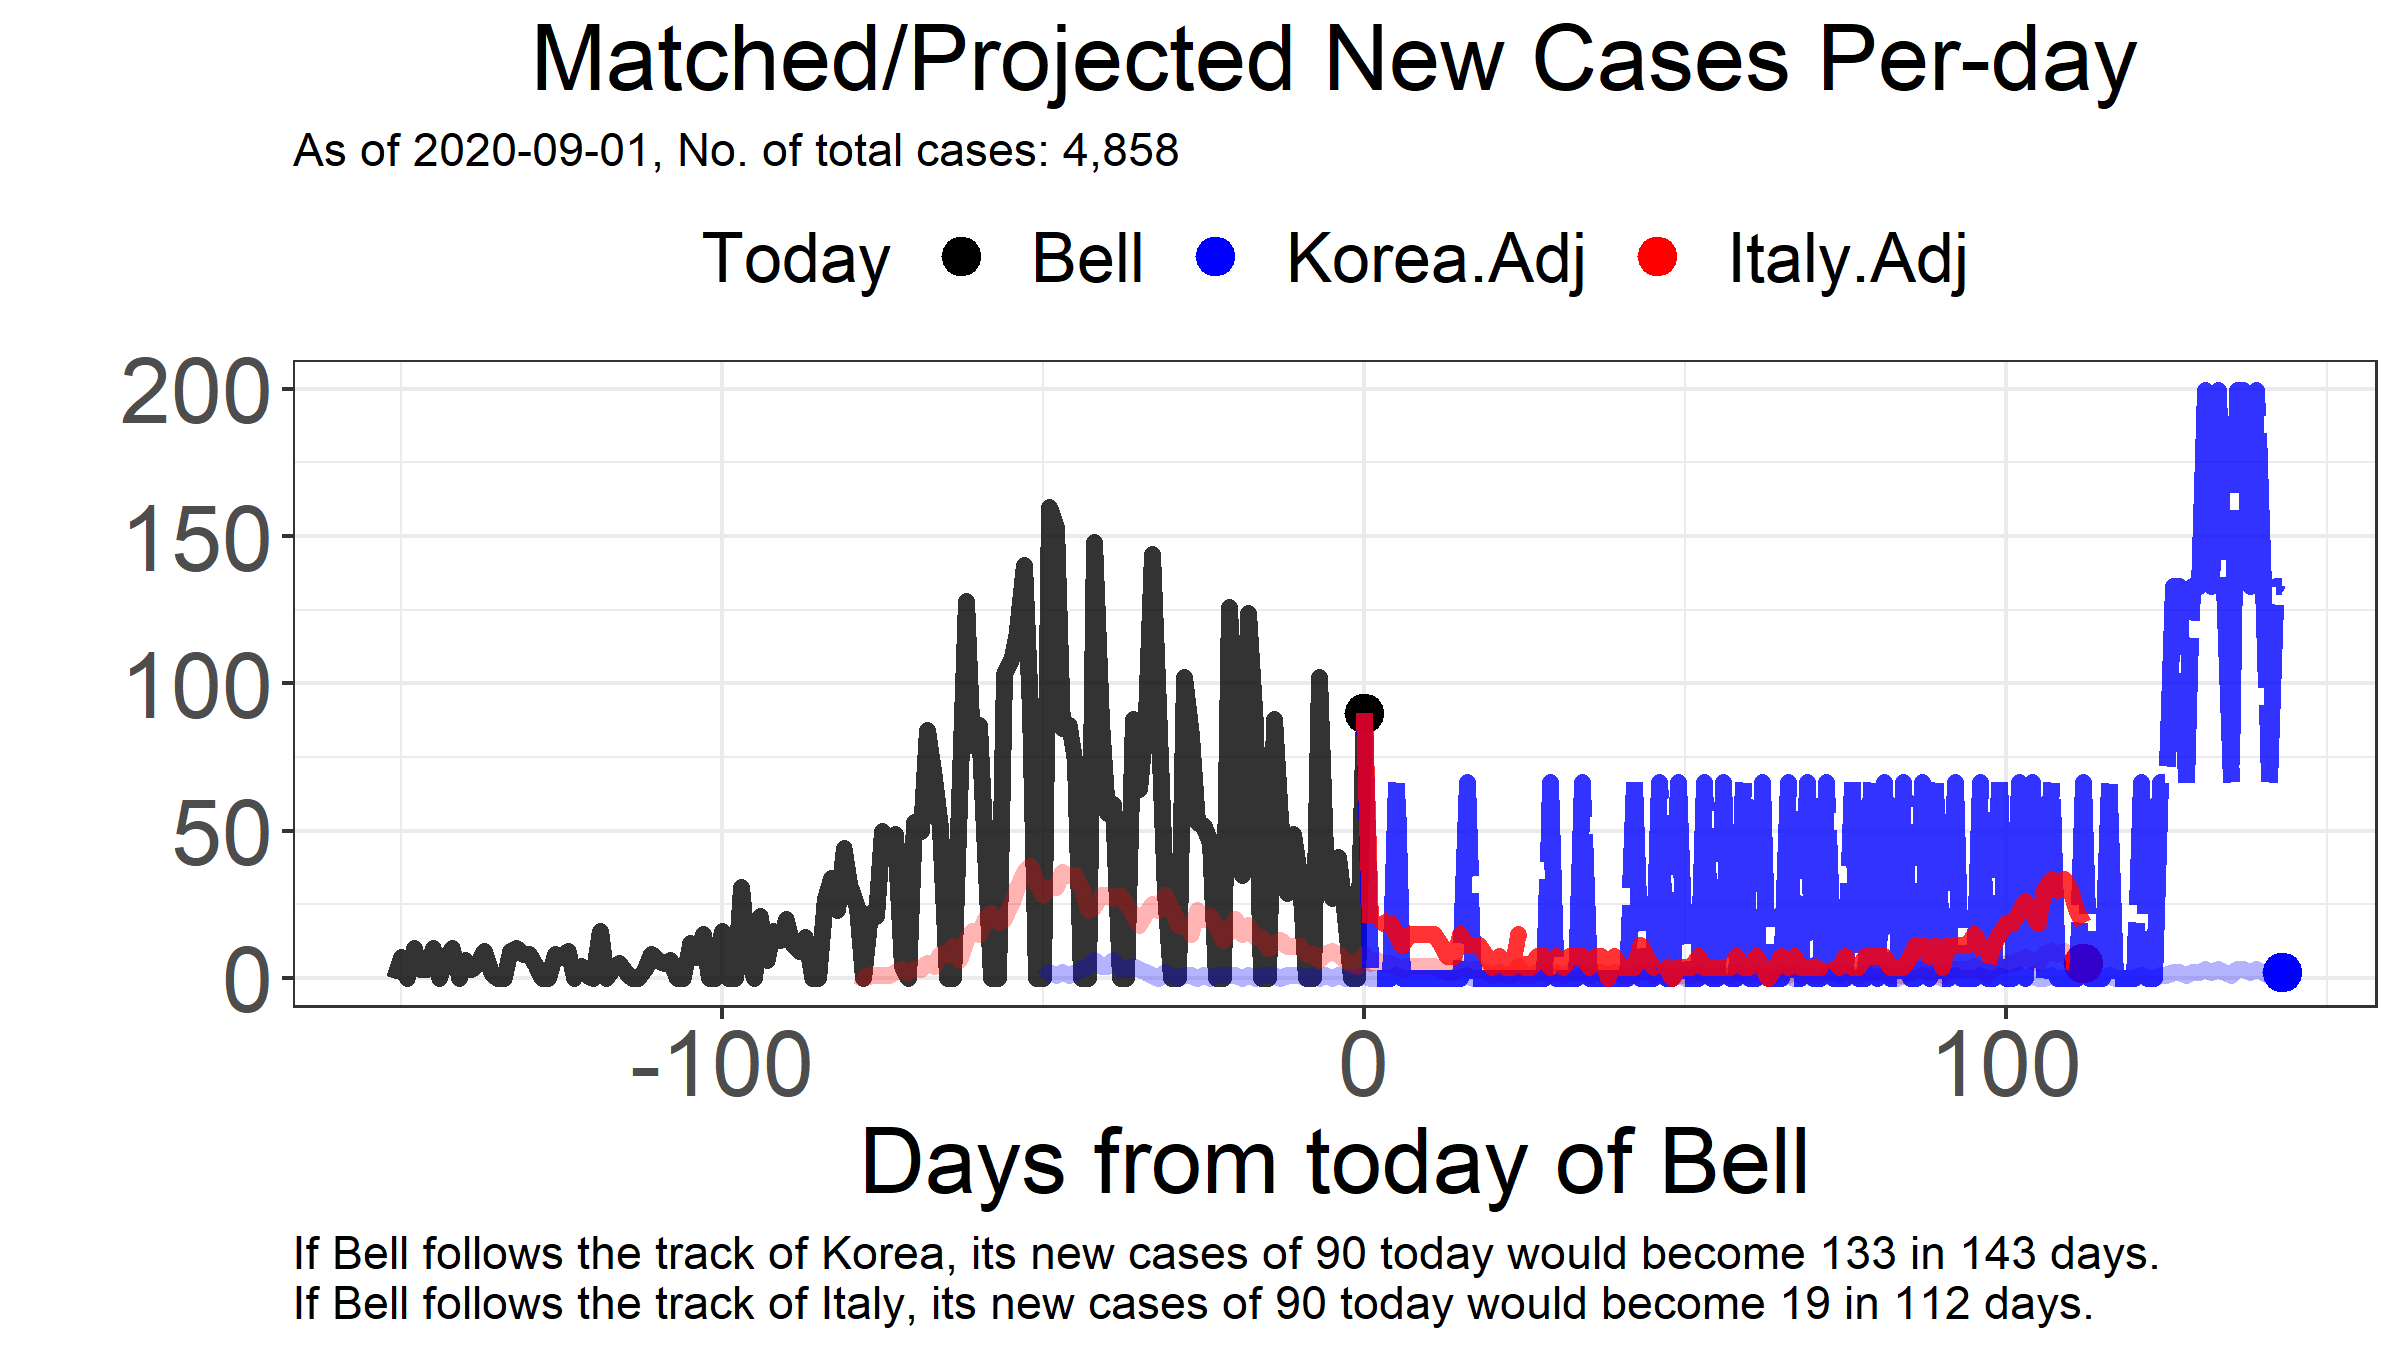 Matched/Projected New Cases Per-day
As of 2020-09-01, No. of total cases: 4,858
Today Bell Korea.Adj Italy.Adj
200
150
100
50
0
-100 0 100
Days from today of Bell
If Bell follows the track of Korea, its new cases of 90 today would become 133 in 143 days.
If Bell follows the track of Italy, its new cases of 90 today would become 19 in 112 days.